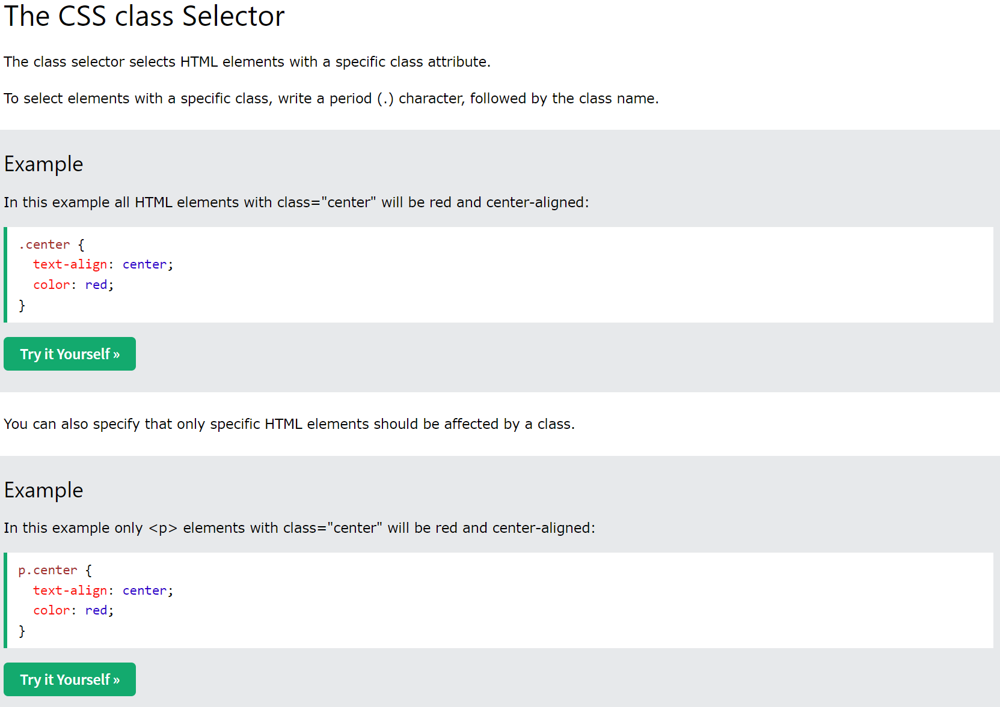 The CSS class Selector
The class selector selects HTML elements with a specific class attribute.
To select elements with a specific class, write a period (.) character, followed by the class name.
Example
In this example all HTML elements with class="center" will be red and center-aligned:
.center {
  text-align: center;
  color: red;
}
Try it Yourself »
You can also specify that only specific HTML elements should be affected by a class.
Example
In this example only <p> elements with class="center" will be red and center-aligned:
p.center {
  text-align: center;
  color: red;
}
Try it Yourself »